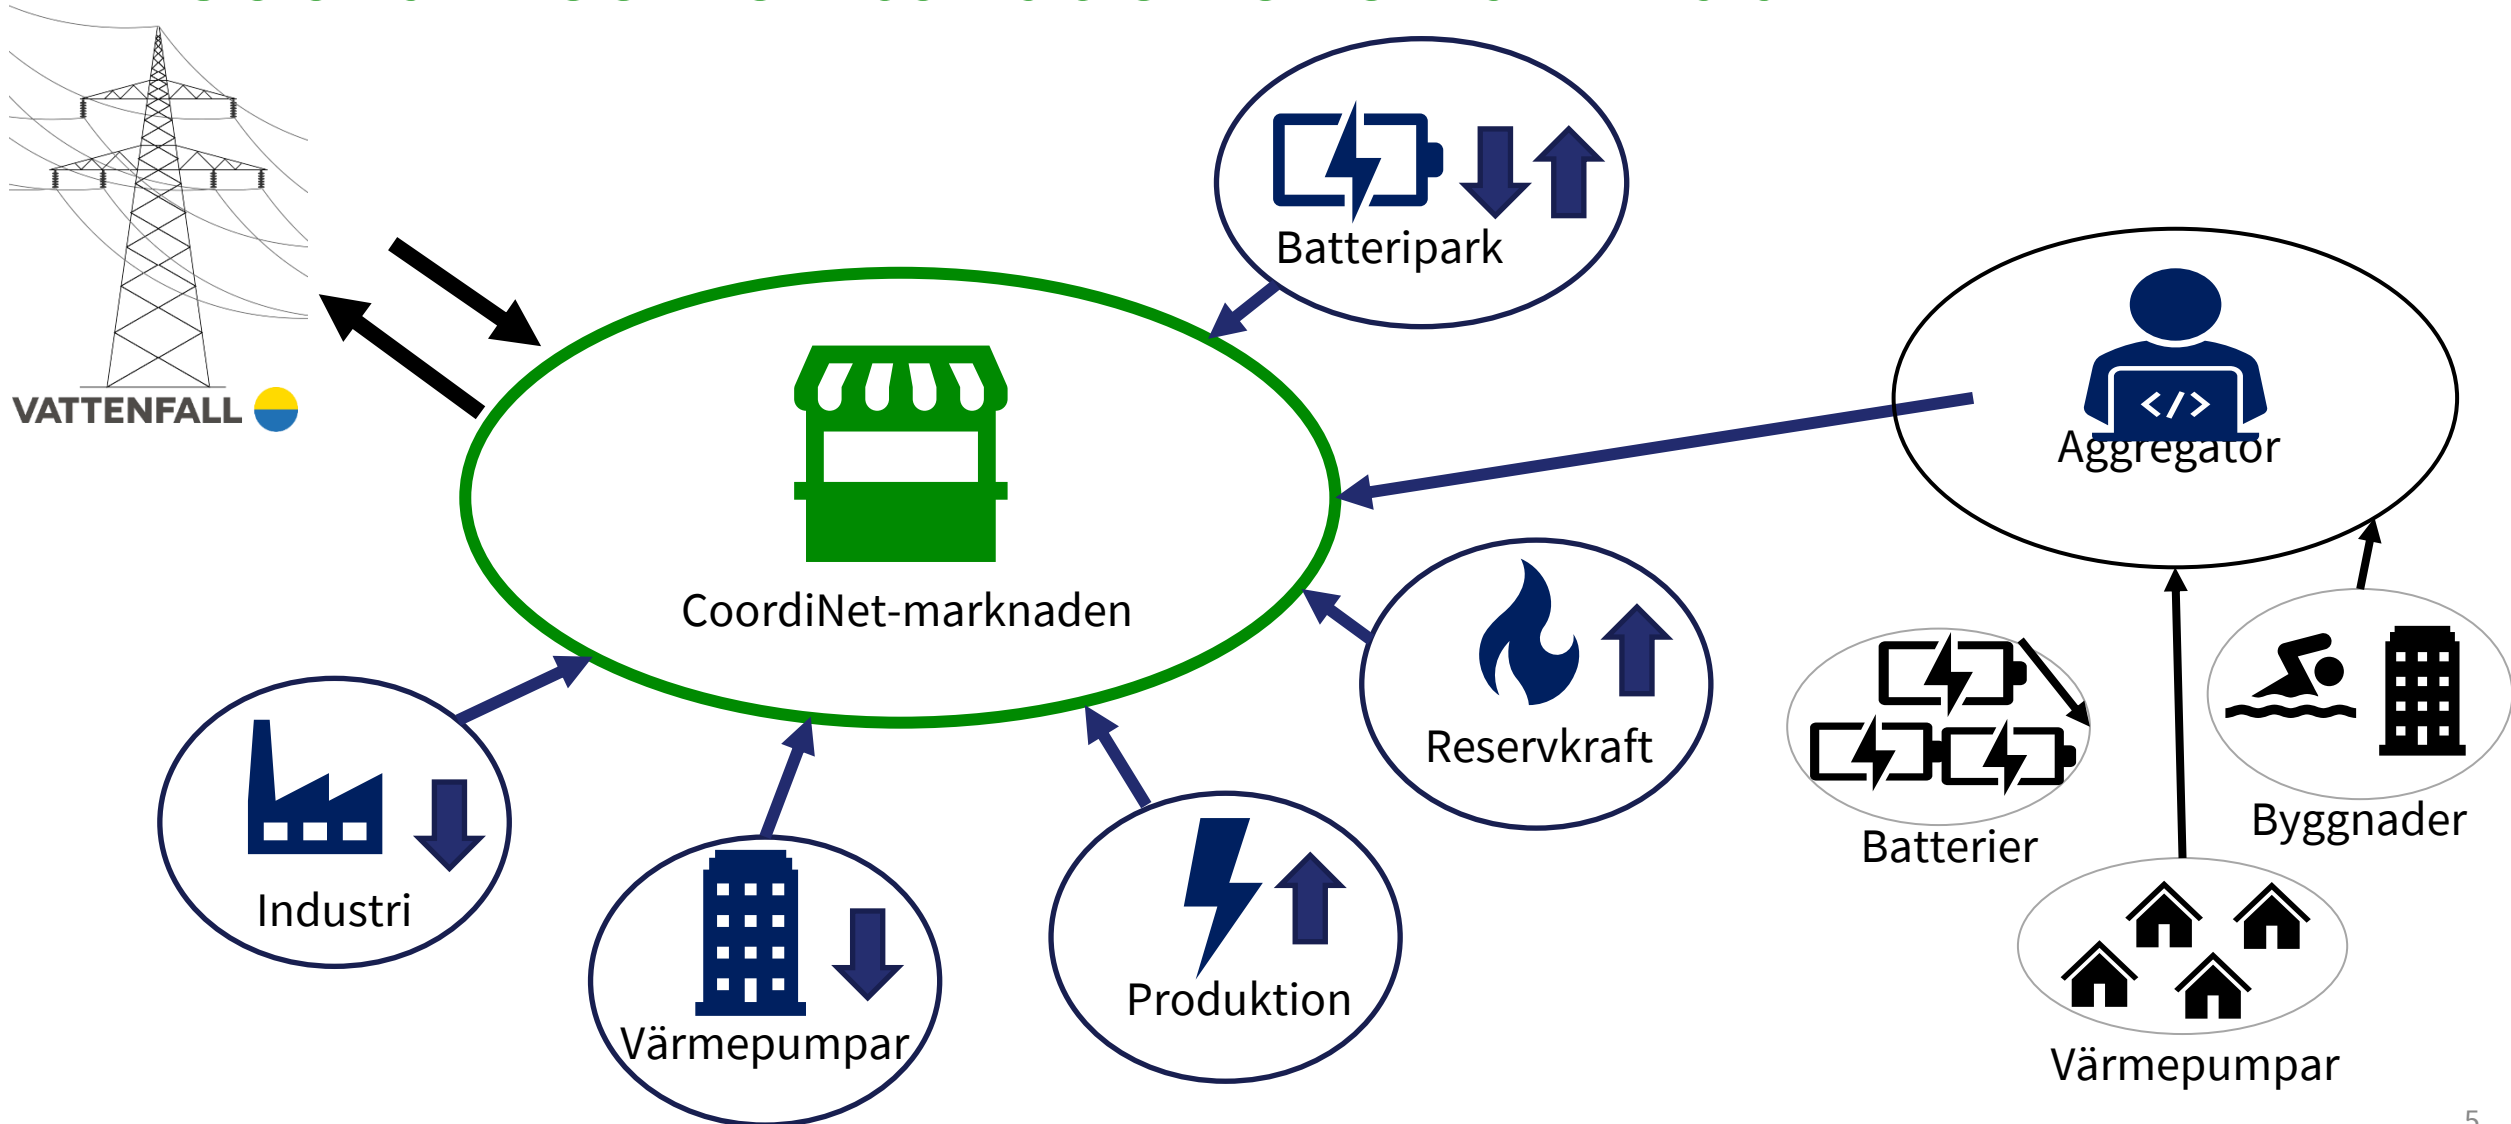 Batteripark
VATTENFALL
Aggregator
CoordiNet-marknaden
Reservkraft
Industri
Värmepumpar
Produktion
Batterier
Byggnader
Värmepumpar
5